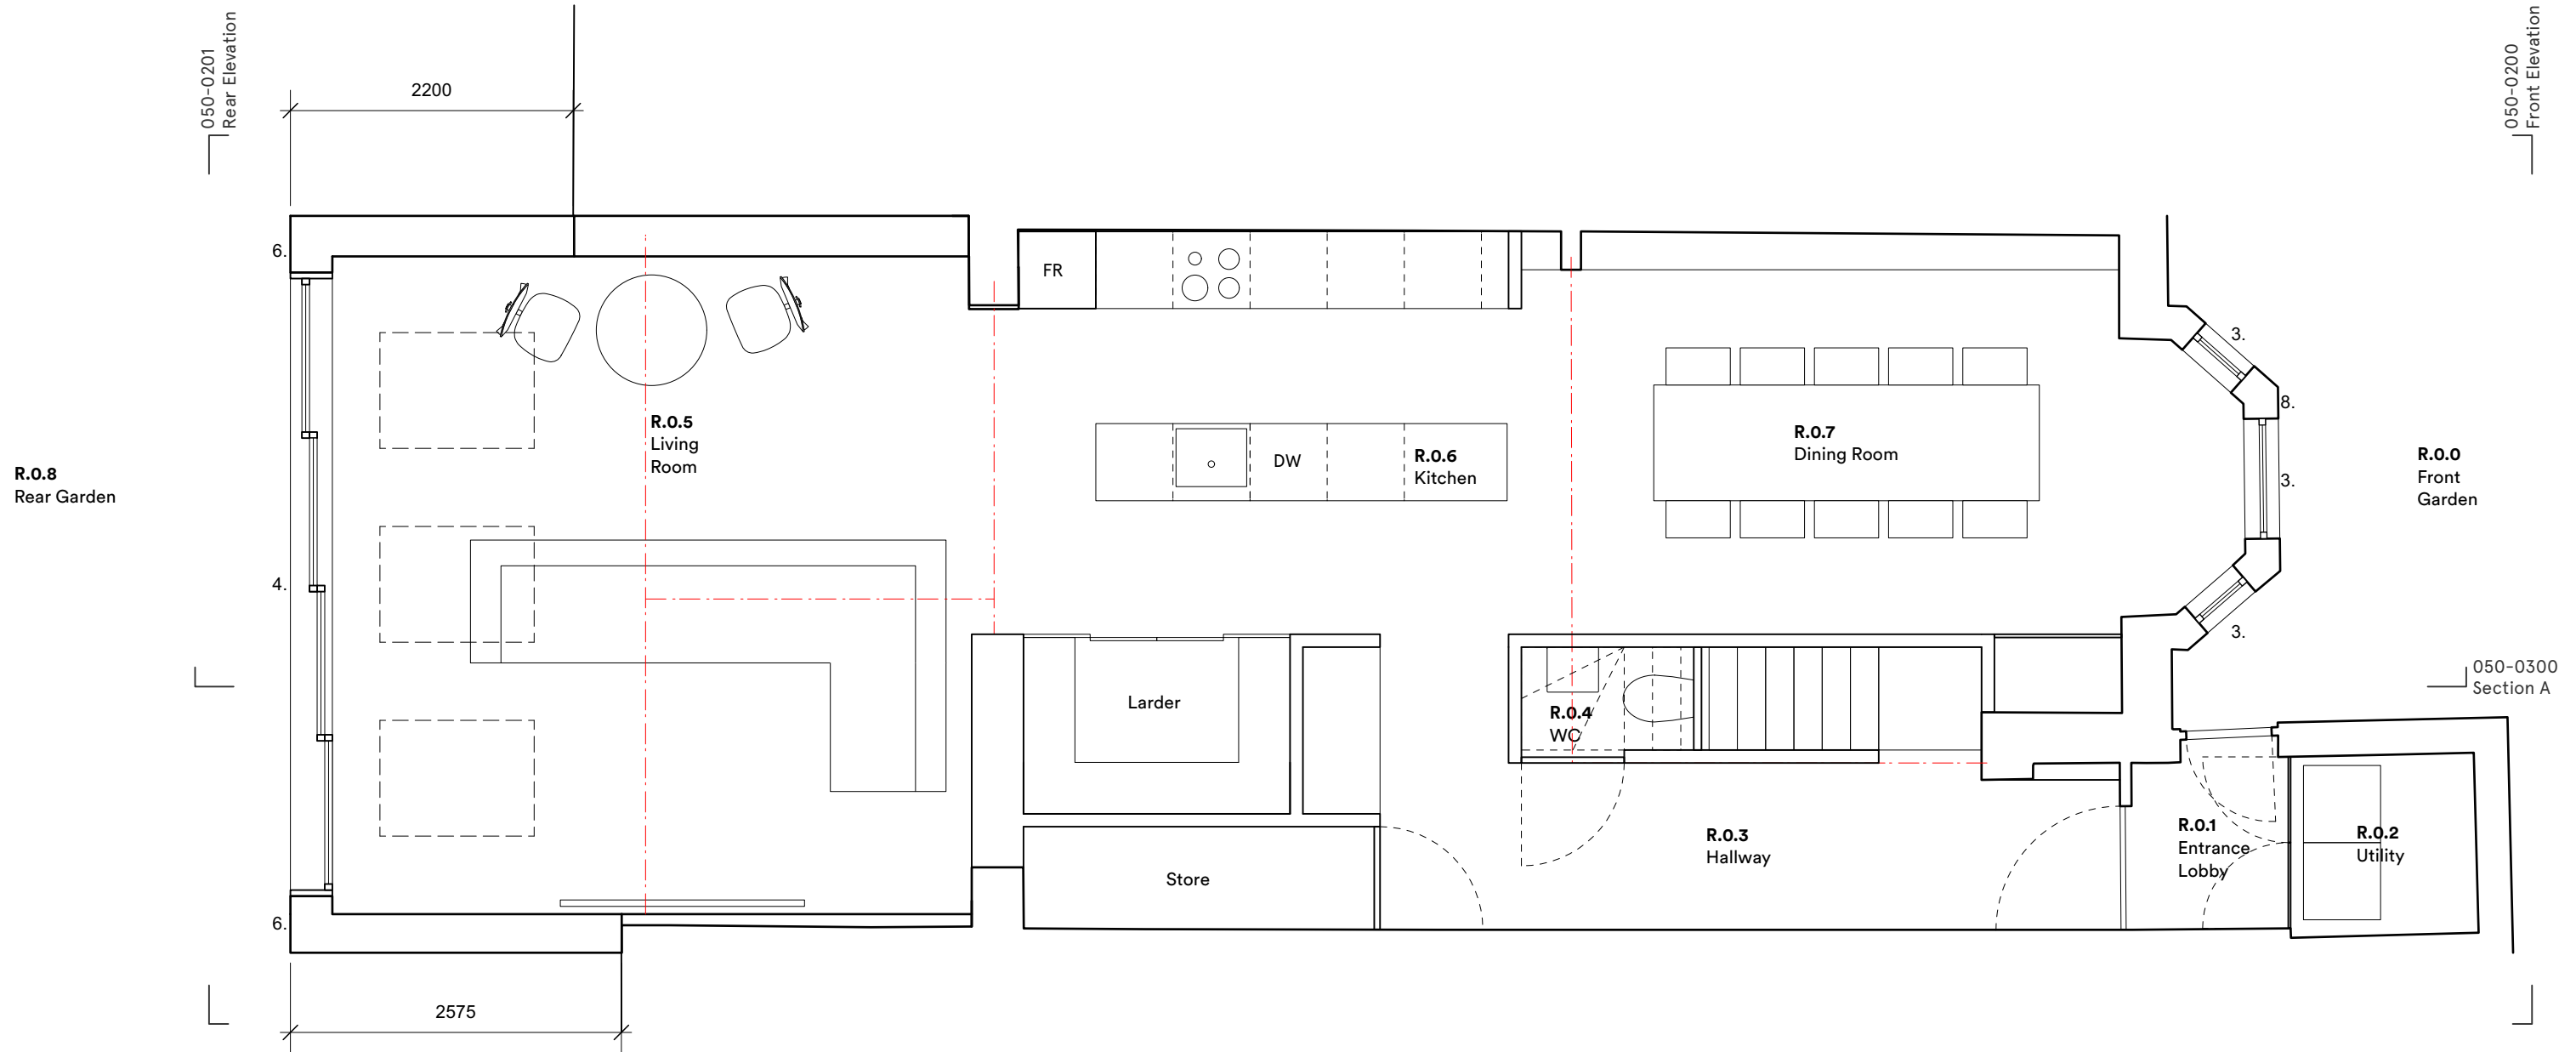 050-0201
Rear Elevation
050-0200
Front Elevation
2200
6.
FR
3.
8.
R.0.5
Living
Room
R.0.7
Dining Room
DW
R.0.6
Kitchen
R.0.0
Front
Garden
R.0.8
Rear Garden
3.
4.
3.
050-0300
Section A
Larder
R.0.4
WC
R.0.3
Hallway
R.0.1
Entrance
Lobby
R.0.2
Utility
Store
6.
2575